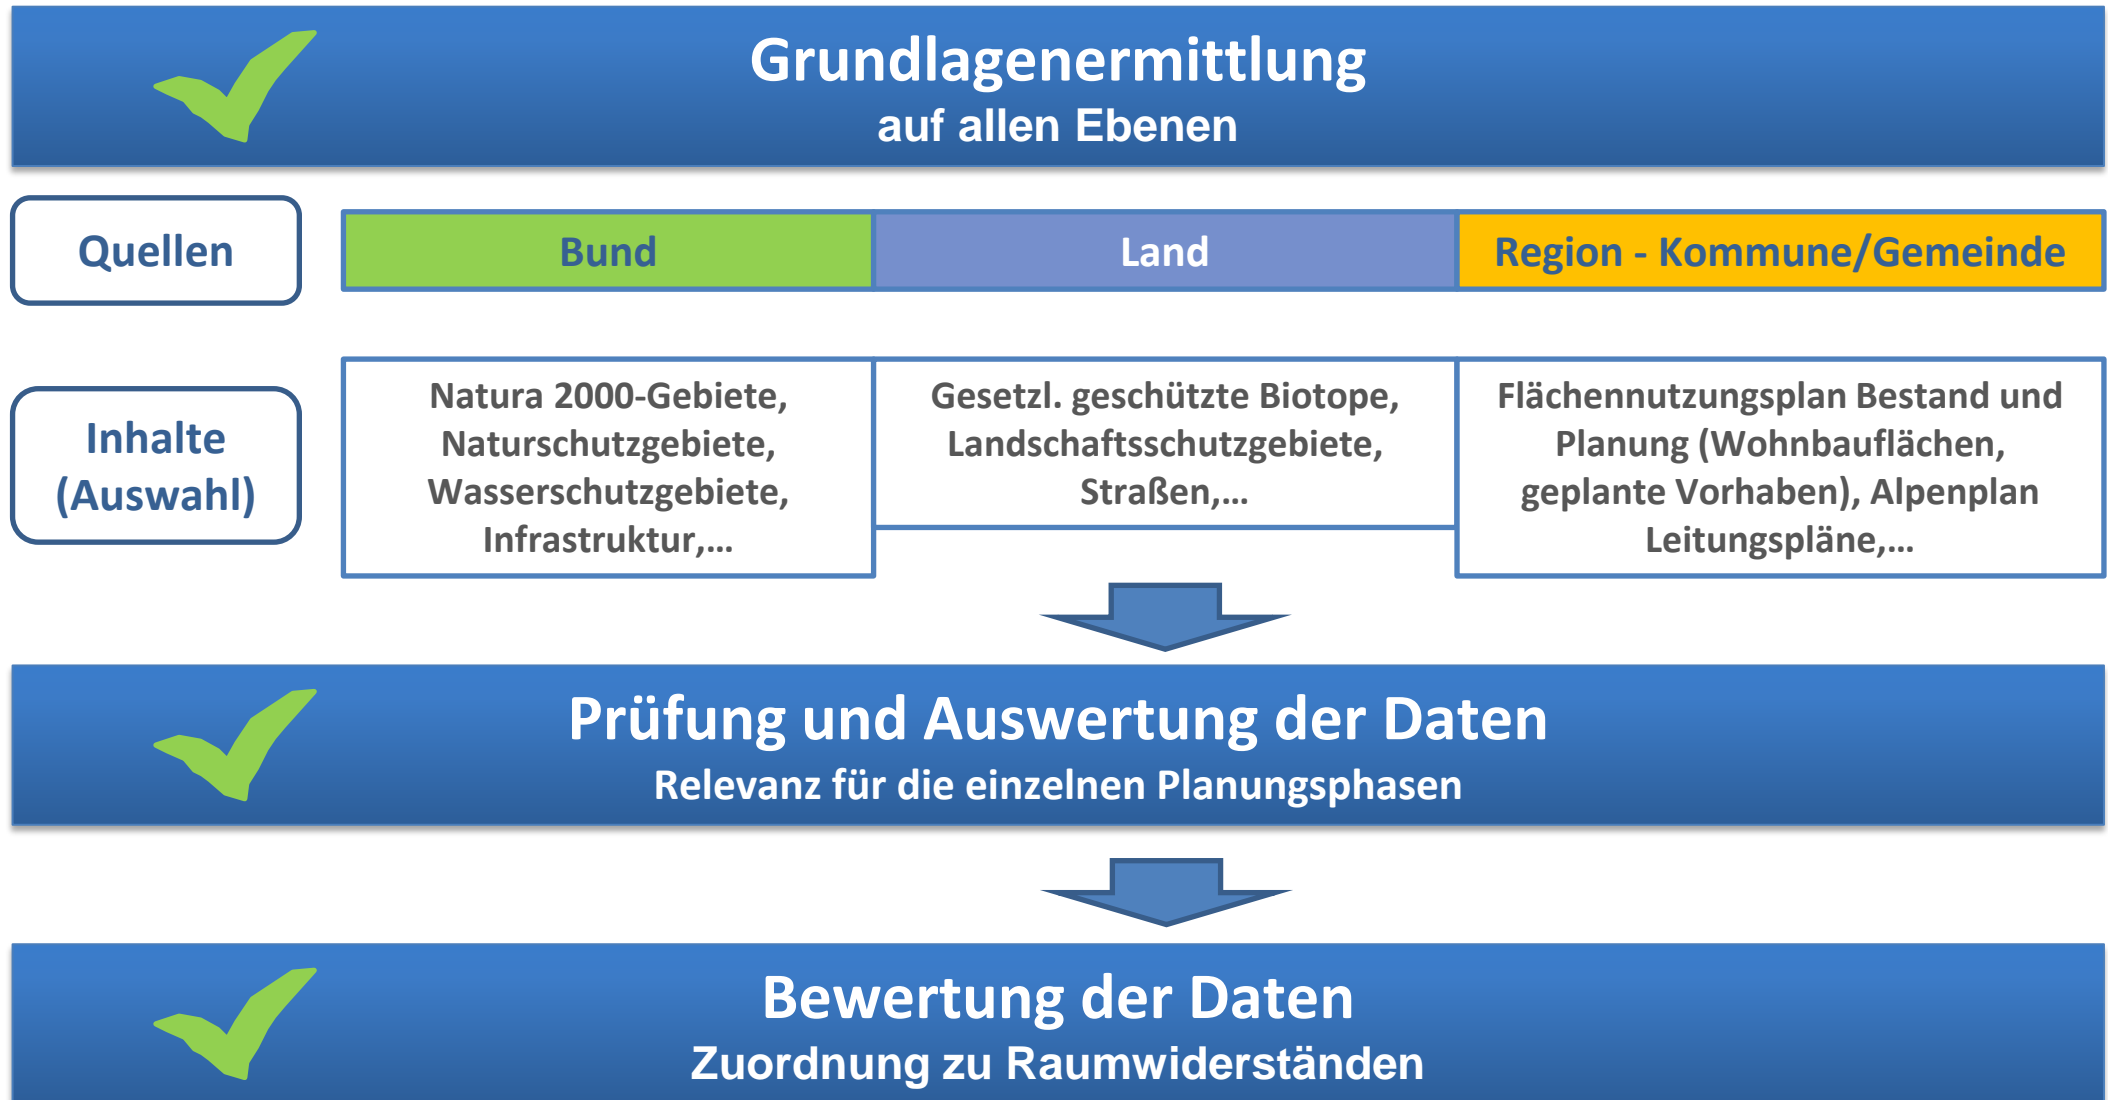 Grundlagenermittlung
auf allen Ebenen
Quellen
Bund
Land
Region - Kommune/Gemeinde
Inhalte
(Auswahl)
Natura 2000-Gebiete,
Naturschutzgebiete,
Wasserschutzgebiete,
Infrastruktur,...
Gesetzl. geschützte Biotope,
Landschaftsschutzgebiete,
Straßen,...
Flächennutzungsplan Bestand und
Planung (Wohnbauflächen,
geplante Vorhaben), Alpenplan
Leitungspläne,...
Prüfung und Auswertung der Daten
Relevanz für die einzelnen Planungsphasen
Bewertung der Daten
Zuordnung zu Raumwiderständen